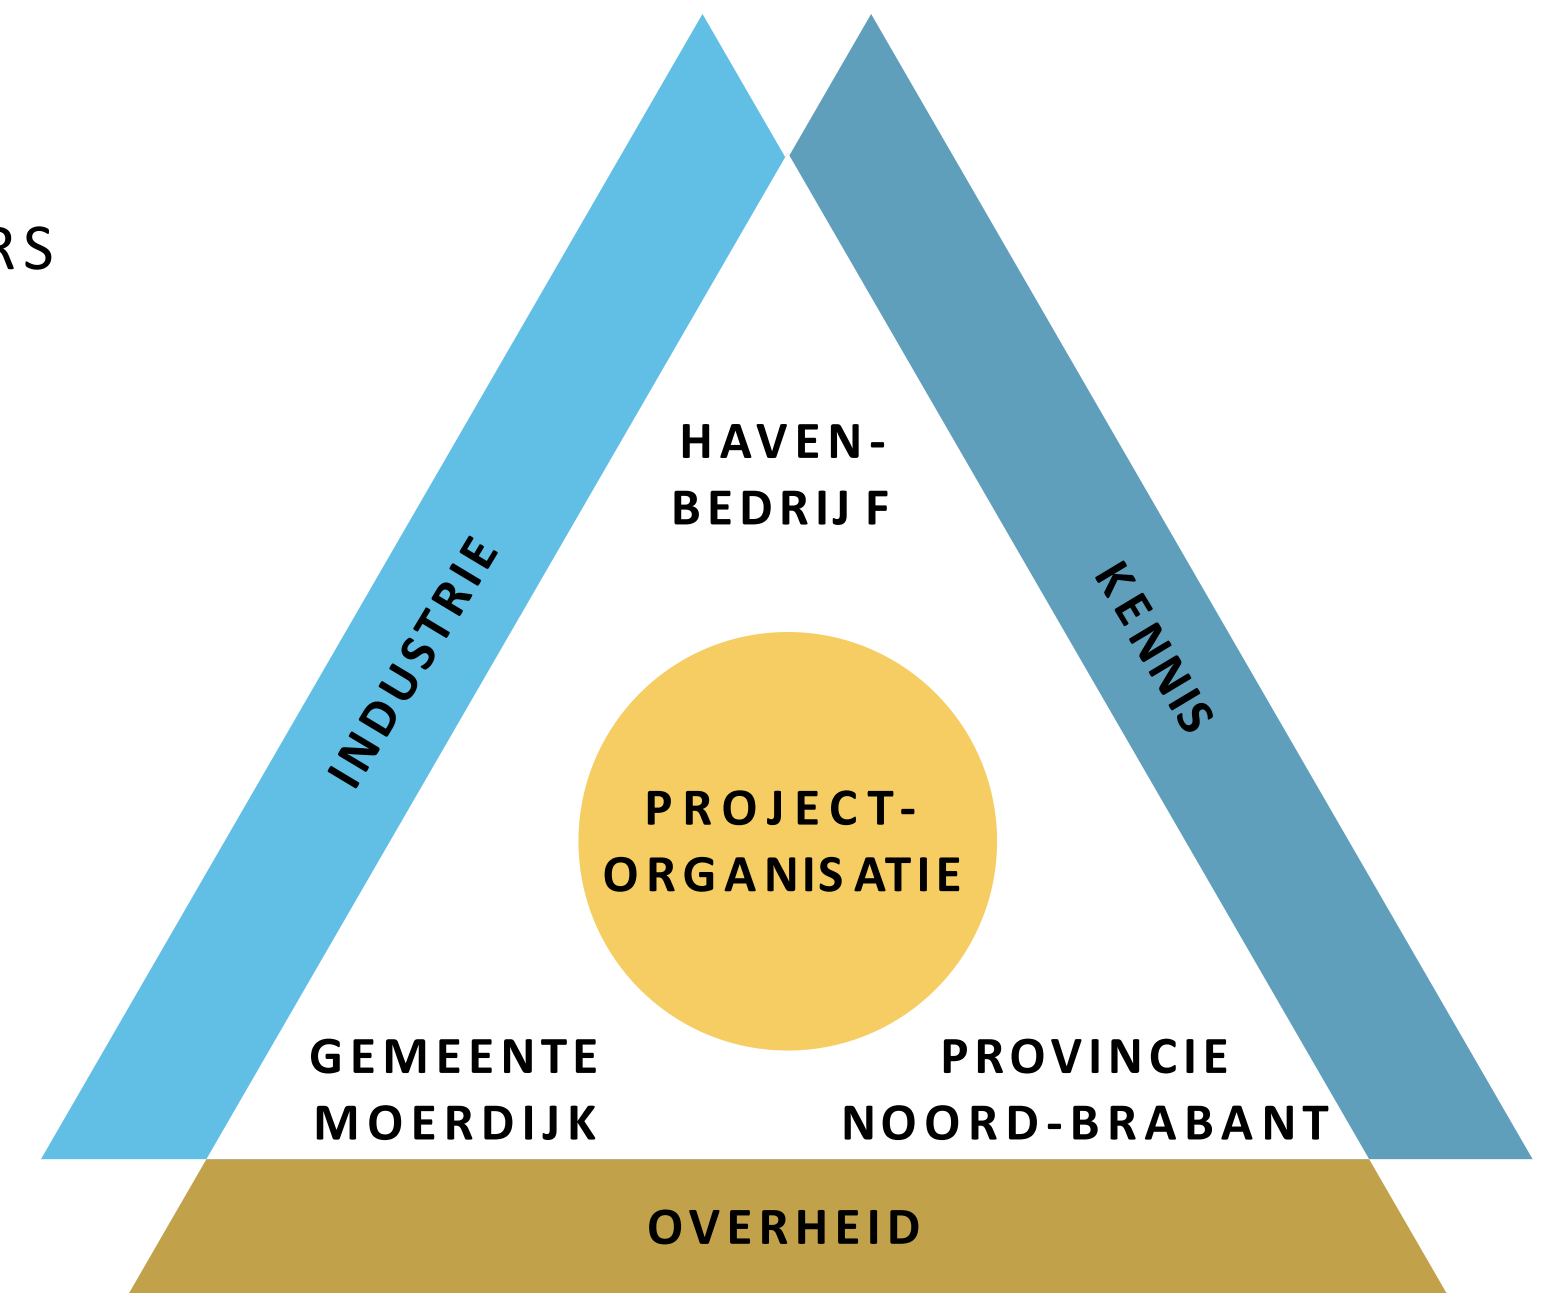 RS
HAVEN-
BEDRIJF
INDUSTRIE
KENNIS
PROJECT-
ORGANISATIE
GEMEENTE
MOERDIJK
PROVINCIE
NOORD-BRABANT
OVERHEID